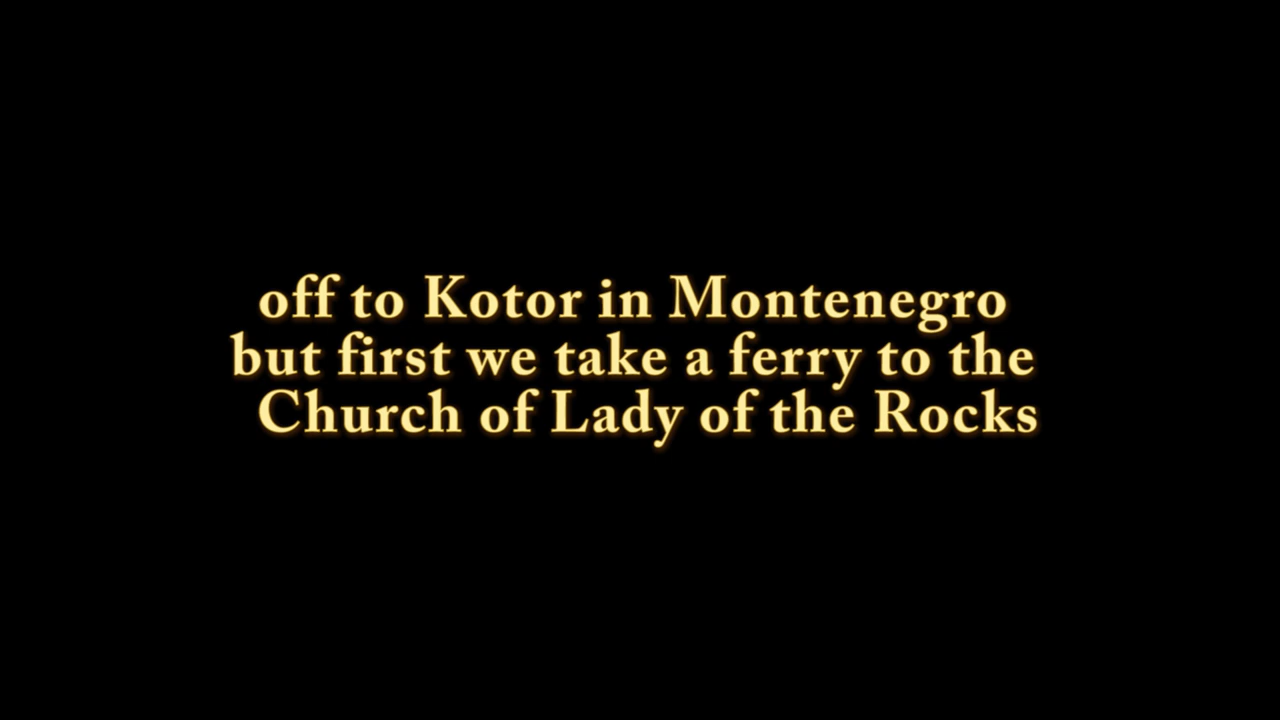 off to Kotor in Montenegro
but first we take a ferry to the
Church of Lady of the Rocks